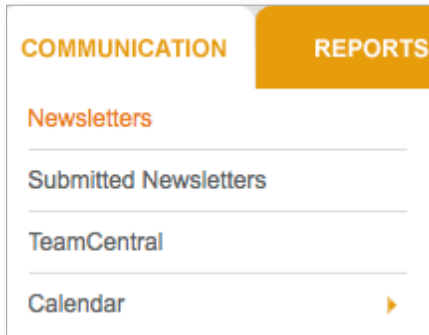 COMMUNICATION REPORTS
Newsletters
Submitted Newsletters
TeamCentral
Calendar